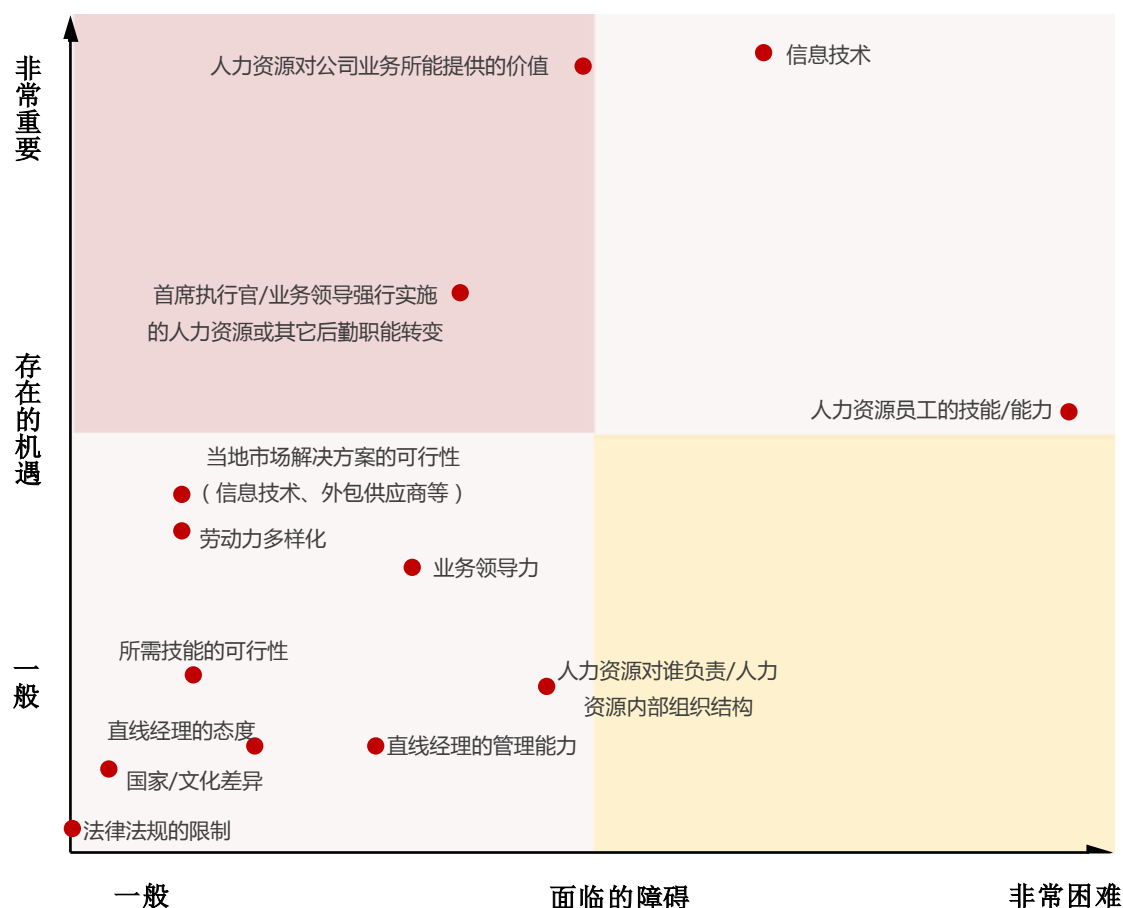 非常重要
存在的机遇
一般
人力资源对公司业务所能提供的价值
信息技术
首席执行官/业务领导强行实施
的人力资源或其它后勤职能转变
人力资源员工的技能/能力
当地市场解决方案的可行性
（信息技术、外包供应商等）
劳动力多样化
业务领导力
所需技能的可行性
人力资源对谁负责/人力
资源内部组织结构
直线经理的态度
直线经理的管理能力
国家/文化差异
法律法规的限制
一般
面临的障碍
非常困难